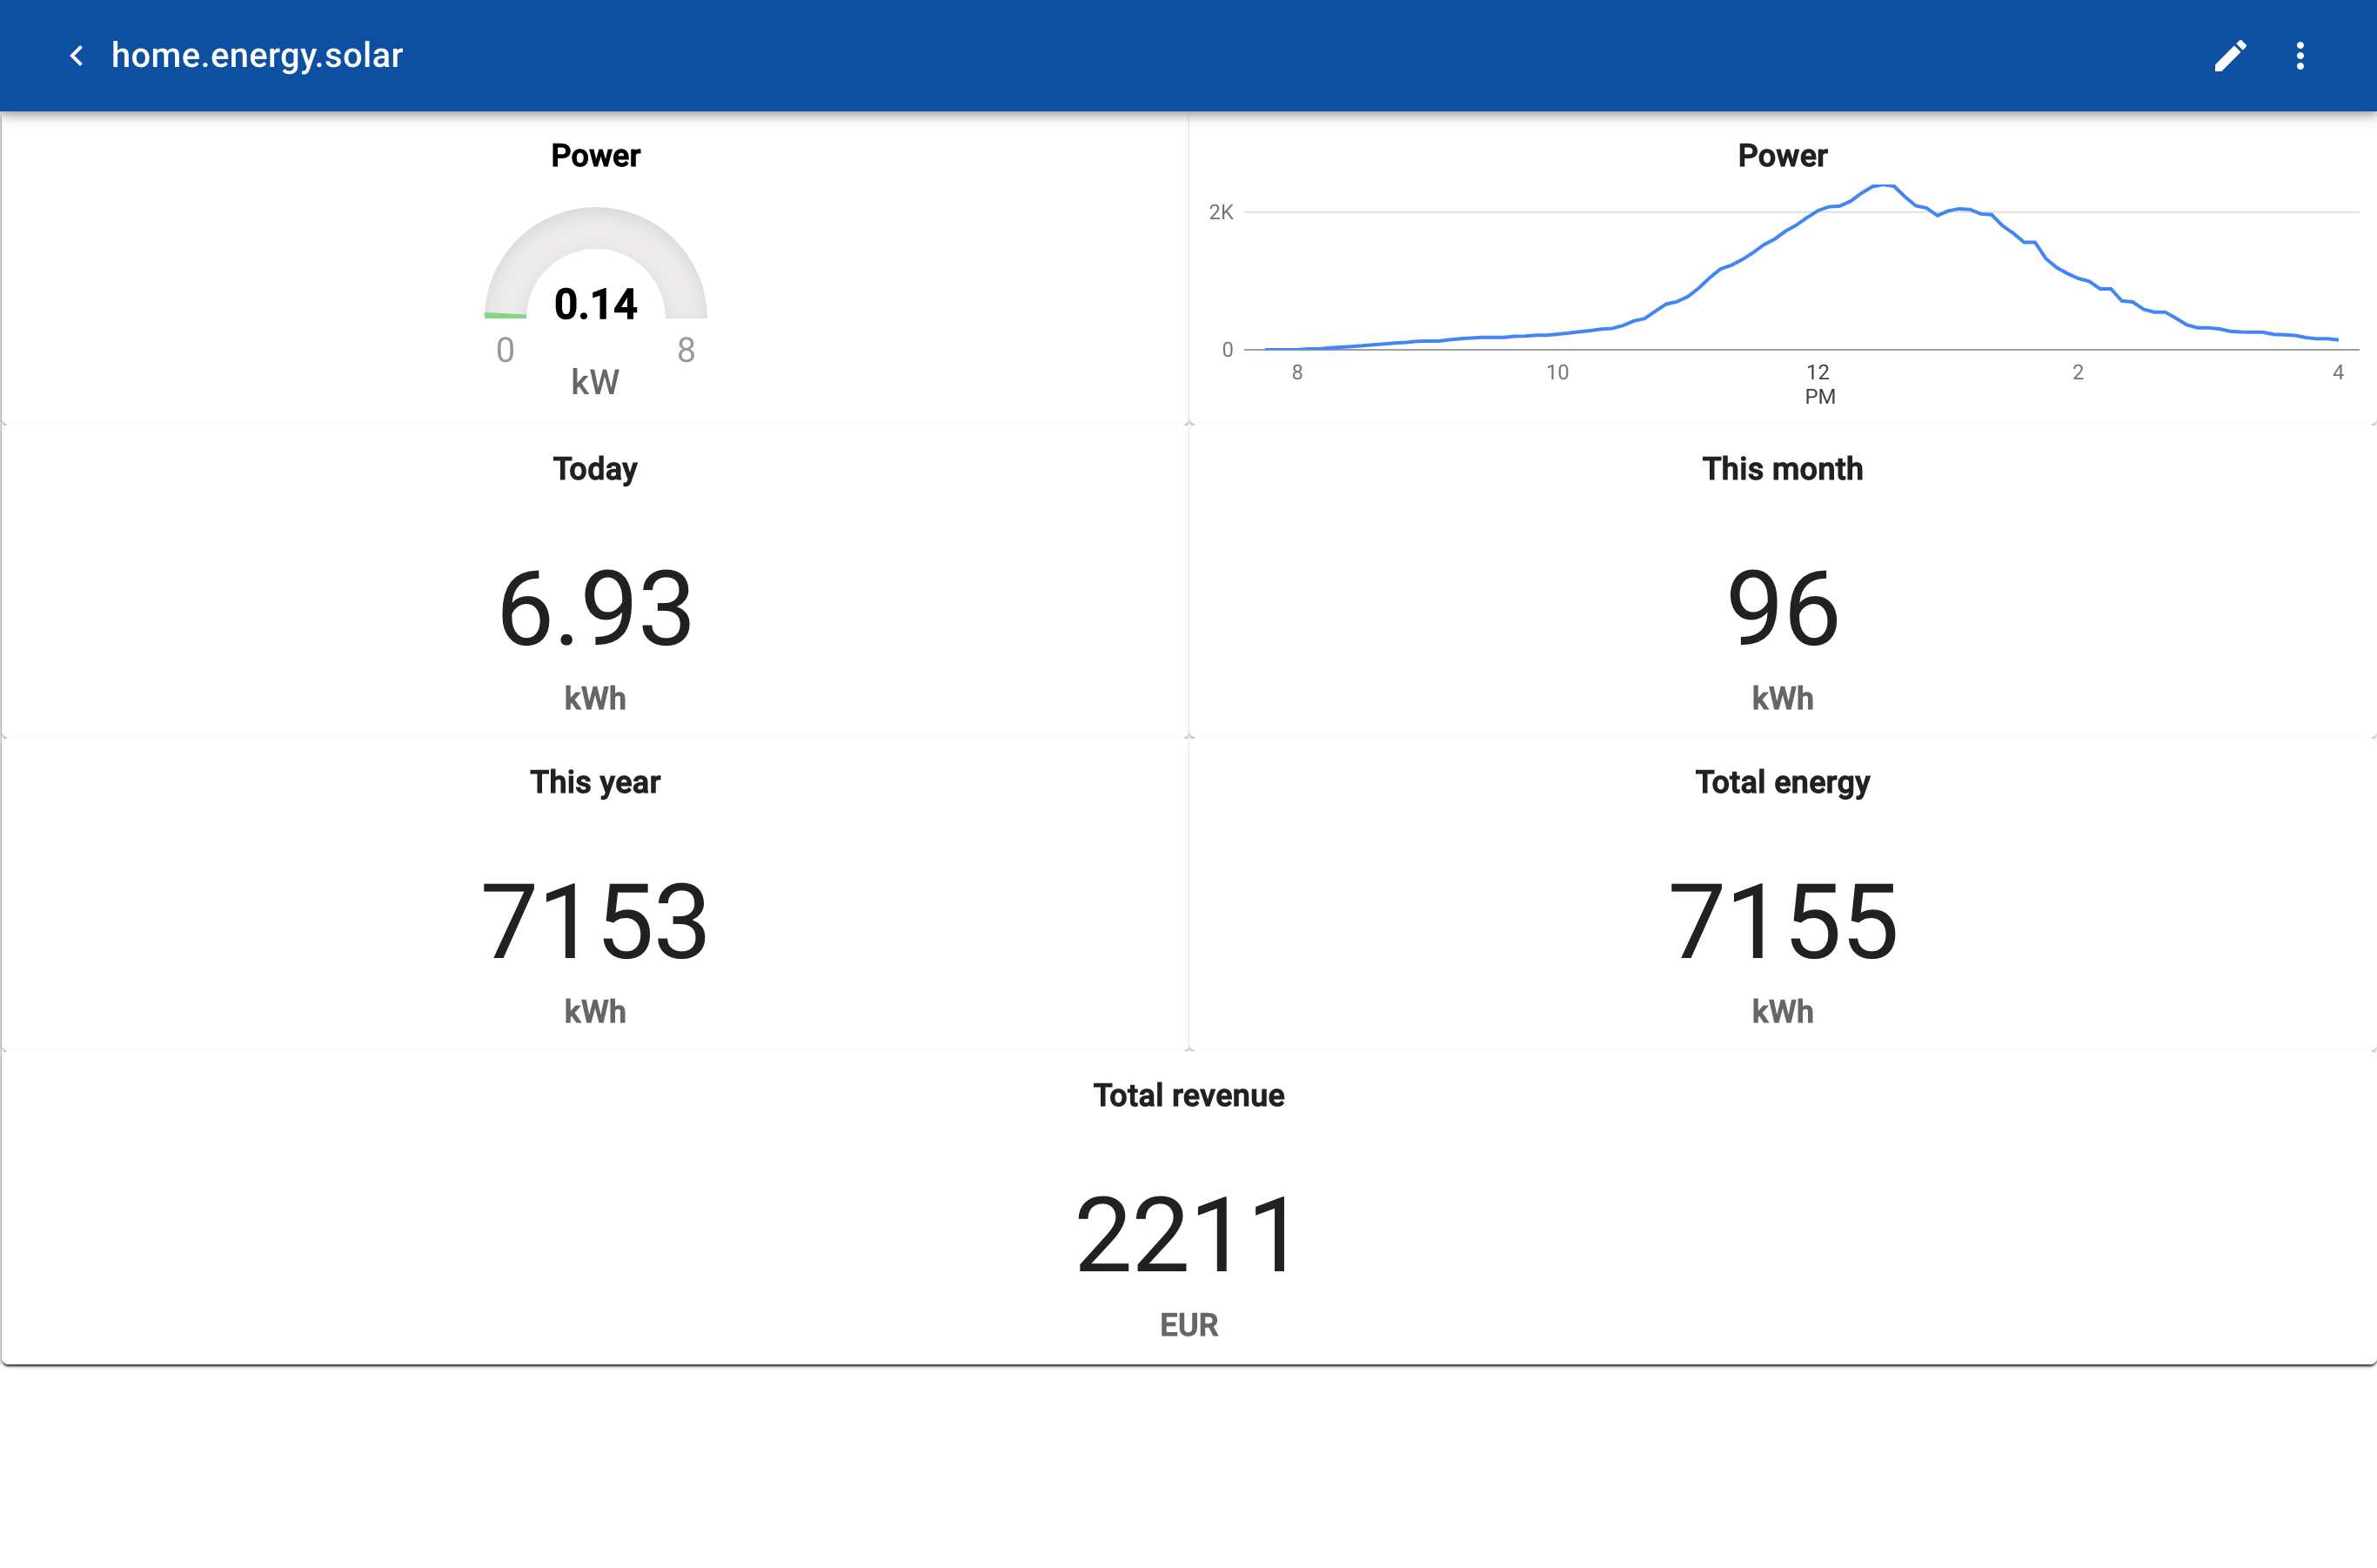 home.energy.solar
Power
0.14
0 8
kW
Power
2K
0
8 10 12 2 4
PM
Today
6.93
kWh
This month
96
kWh
This year
7153
kWh
Total energy
7155
kWh
Total revenue
2211
EUR